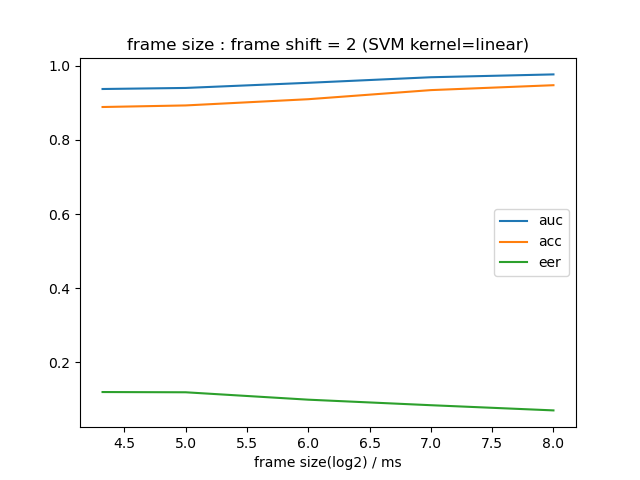 frame size : frame shift = 2 (SVM kernel=linear)
1.0
0.8
0.6
0.4
0.2
auc
acc
eer
4.5 5.0 5.5 6.0 6.5 7.0 7.5 8.0
frame size(log2) / ms